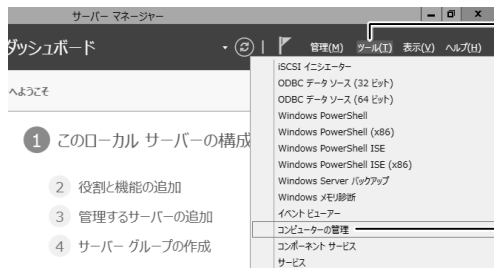 サーバー マネージャー
ダッシュボード
管理(M) ツール(T) 表示(V) ヘルプ(H)
へようこそ
1 このローカル サーバーの構成
2 役割と機能の追加
3 管理するサーバーの追加
4 サーバー グループの作成
iSCSI イニシエーター
ODBC データ ソース (32 ビット)
ODBC データ ソース (64 ビット)
Windows PowerShell
Windows PowerShell (x86)
Windows PowerShell ISE
Windows PowerShell ISE (x86)
Windows Server バックアップ
Windows メモリ診断
イベント ビューアー
コンピューターの管理
コンポーネント サービス
サービス